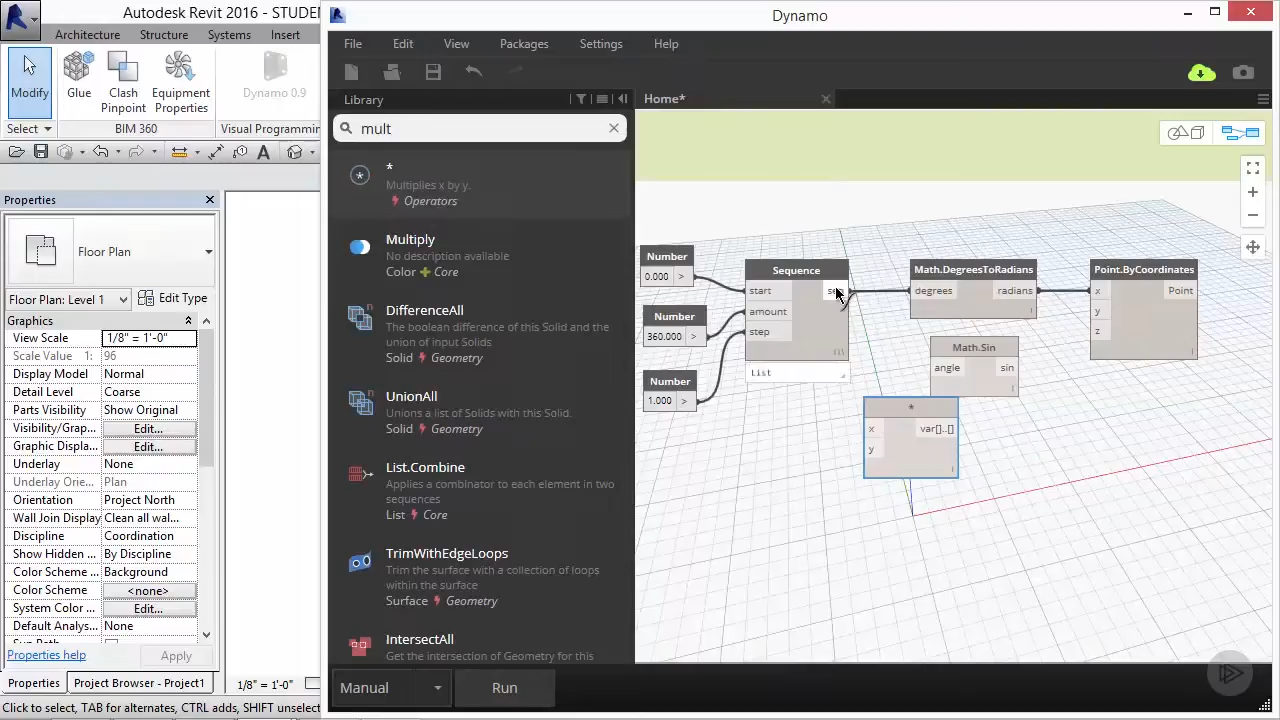 Autodesk Revit 2016 - STUDE
Dynamo
Architecture Structure Systems Insert
File Edit View Packages Settings Help
Modify
Glue
Clash
Pinpoint
Equipment
Properties
Dynamo 0.9
Select
BIM 360
Visual Programmin
Library
Home*
mult
*
Multiplies x by y.
Operators
Multiply
No description available
Color Core
DifferenceAll
The boolean difference of this Solid and the
union of input Solids
Solid Geometry
UnionAll
Unions a list of Solids with this Solid.
Solid Geometry
List.Combine
Applies a combinator to each element in two
sequences
List Core
TrimWithEdgeLoops
Trim the surface with a collection of loops
within the surface
Surface Geometry
IntersectAll
Get the intersection of Geometry for this
Properties
Floor Plan
Floor Plan: Level 1
Edit Type
Graphics
View Scale 1/8" = 1'-0"
Scale Value 1: 96
Display Model Normal
Detail Level Coarse
Parts Visibility Show Original
Visibility/Grap... Edit...
Graphic Displa... Edit...
Underlay None
Underlay Orie... Plan
Orientation Project North
Wall Join Display Clean all wal...
Discipline Coordination
Show Hidden ... By Discipline
Color Scheme... Background
Color Scheme <none>
System Color ... Edit...
Default Analys... None
Properties help
Apply
Properties
Project Browser - Project1
1/8" = 1'-0"
Click to select, TAB for alternates, CTRL adds, SHIFT unselect
Number
0.000 >
Number
360.000 >
Number
1.000 >
Sequence
start
amount
step
List
Math.DegreesToRadians
degrees radians
Point.ByCoordinates
x Point
y
z
Math.Sin
angle sin
*
x var[]..[]
y
Manual
Run